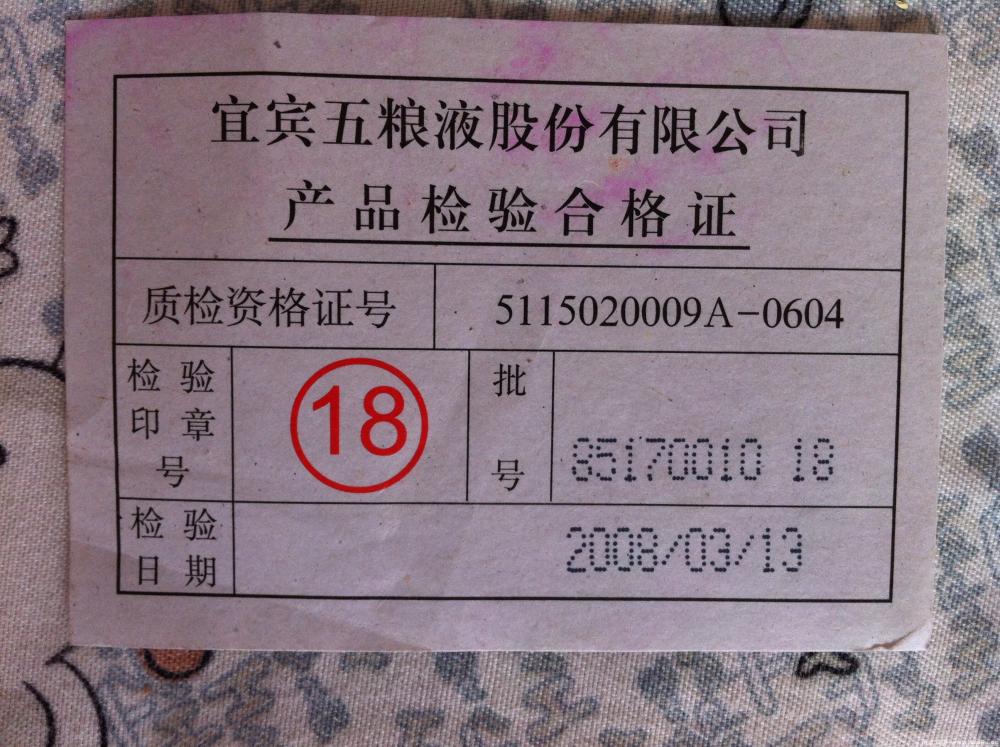 宜宾五粮液股份有限公司
产品检验合格证
质检资格证号 5115020009A-0604
检验印章号 18 批号 85170010 18
检验日期 2008/03/13